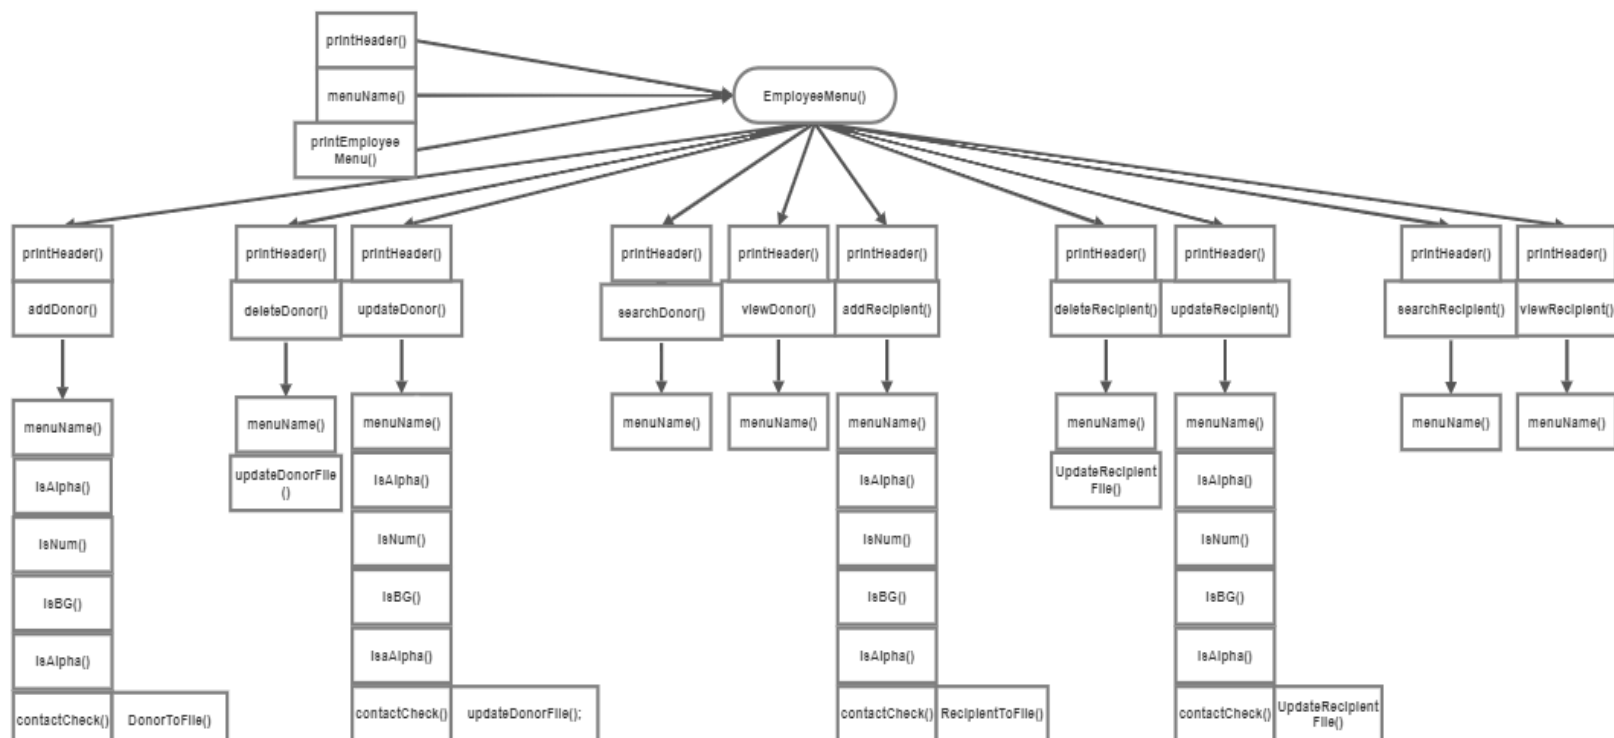 printHeader()
menuName()
EmployeeMenu()
printEmployee
Menu()
printHeader()
printHeader()
printHeader()
printHeader()
printHeader()
printHeader()
printHeader()
printHeader()
printHeader()
printHeader()
addDonor()
deleteDonor()
updateDonor()
searchDonor()
viewDonor()
addRecipient()
deleteRecipient()
updateRecipient()
searchRecipient()
viewRecipient()
menuName()
menuName()
menuName()
menuName()
menuName()
menuName()
menuName()
menuName()
menuName()
menuName()
IsAlpha()
updateDonorFile
()
IsAlpha()
IsAlpha()
UpdateRecipient
File()
IsAlpha()
IsNum()
IsNum()
IsNum()
IsNum()
IsBG()
IsBG()
IsBG()
IsBG()
IsAlpha()
IsaAlpha()
IsAlpha()
IsAlpha()
contactCheck()
DonorToFile()
contactCheck()
updateDonorFile();
contactCheck()
RecipientToFile()
contactCheck()
UpdateRecipient
File()